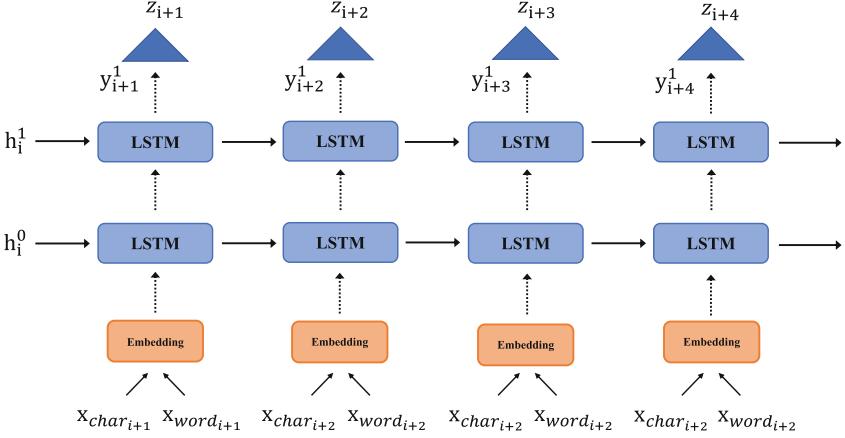 z_{i+1} z_{i+2} z_{i+3} z_{i+4}
y^1_{i+1} y^1_{i+2} y^1_{i+3} y^1_{i+4}
h^1_i LSTM LSTM LSTM LSTM
h^0_i LSTM LSTM LSTM LSTM
Embedding Embedding Embedding Embedding
x_{char_{i+1}} x_{word_{i+1}} x_{char_{i+2}} x_{word_{i+2}} x_{char_{i+2}} x_{word_{i+2}} x_{char_{i+2}} x_{word_{i+2}}